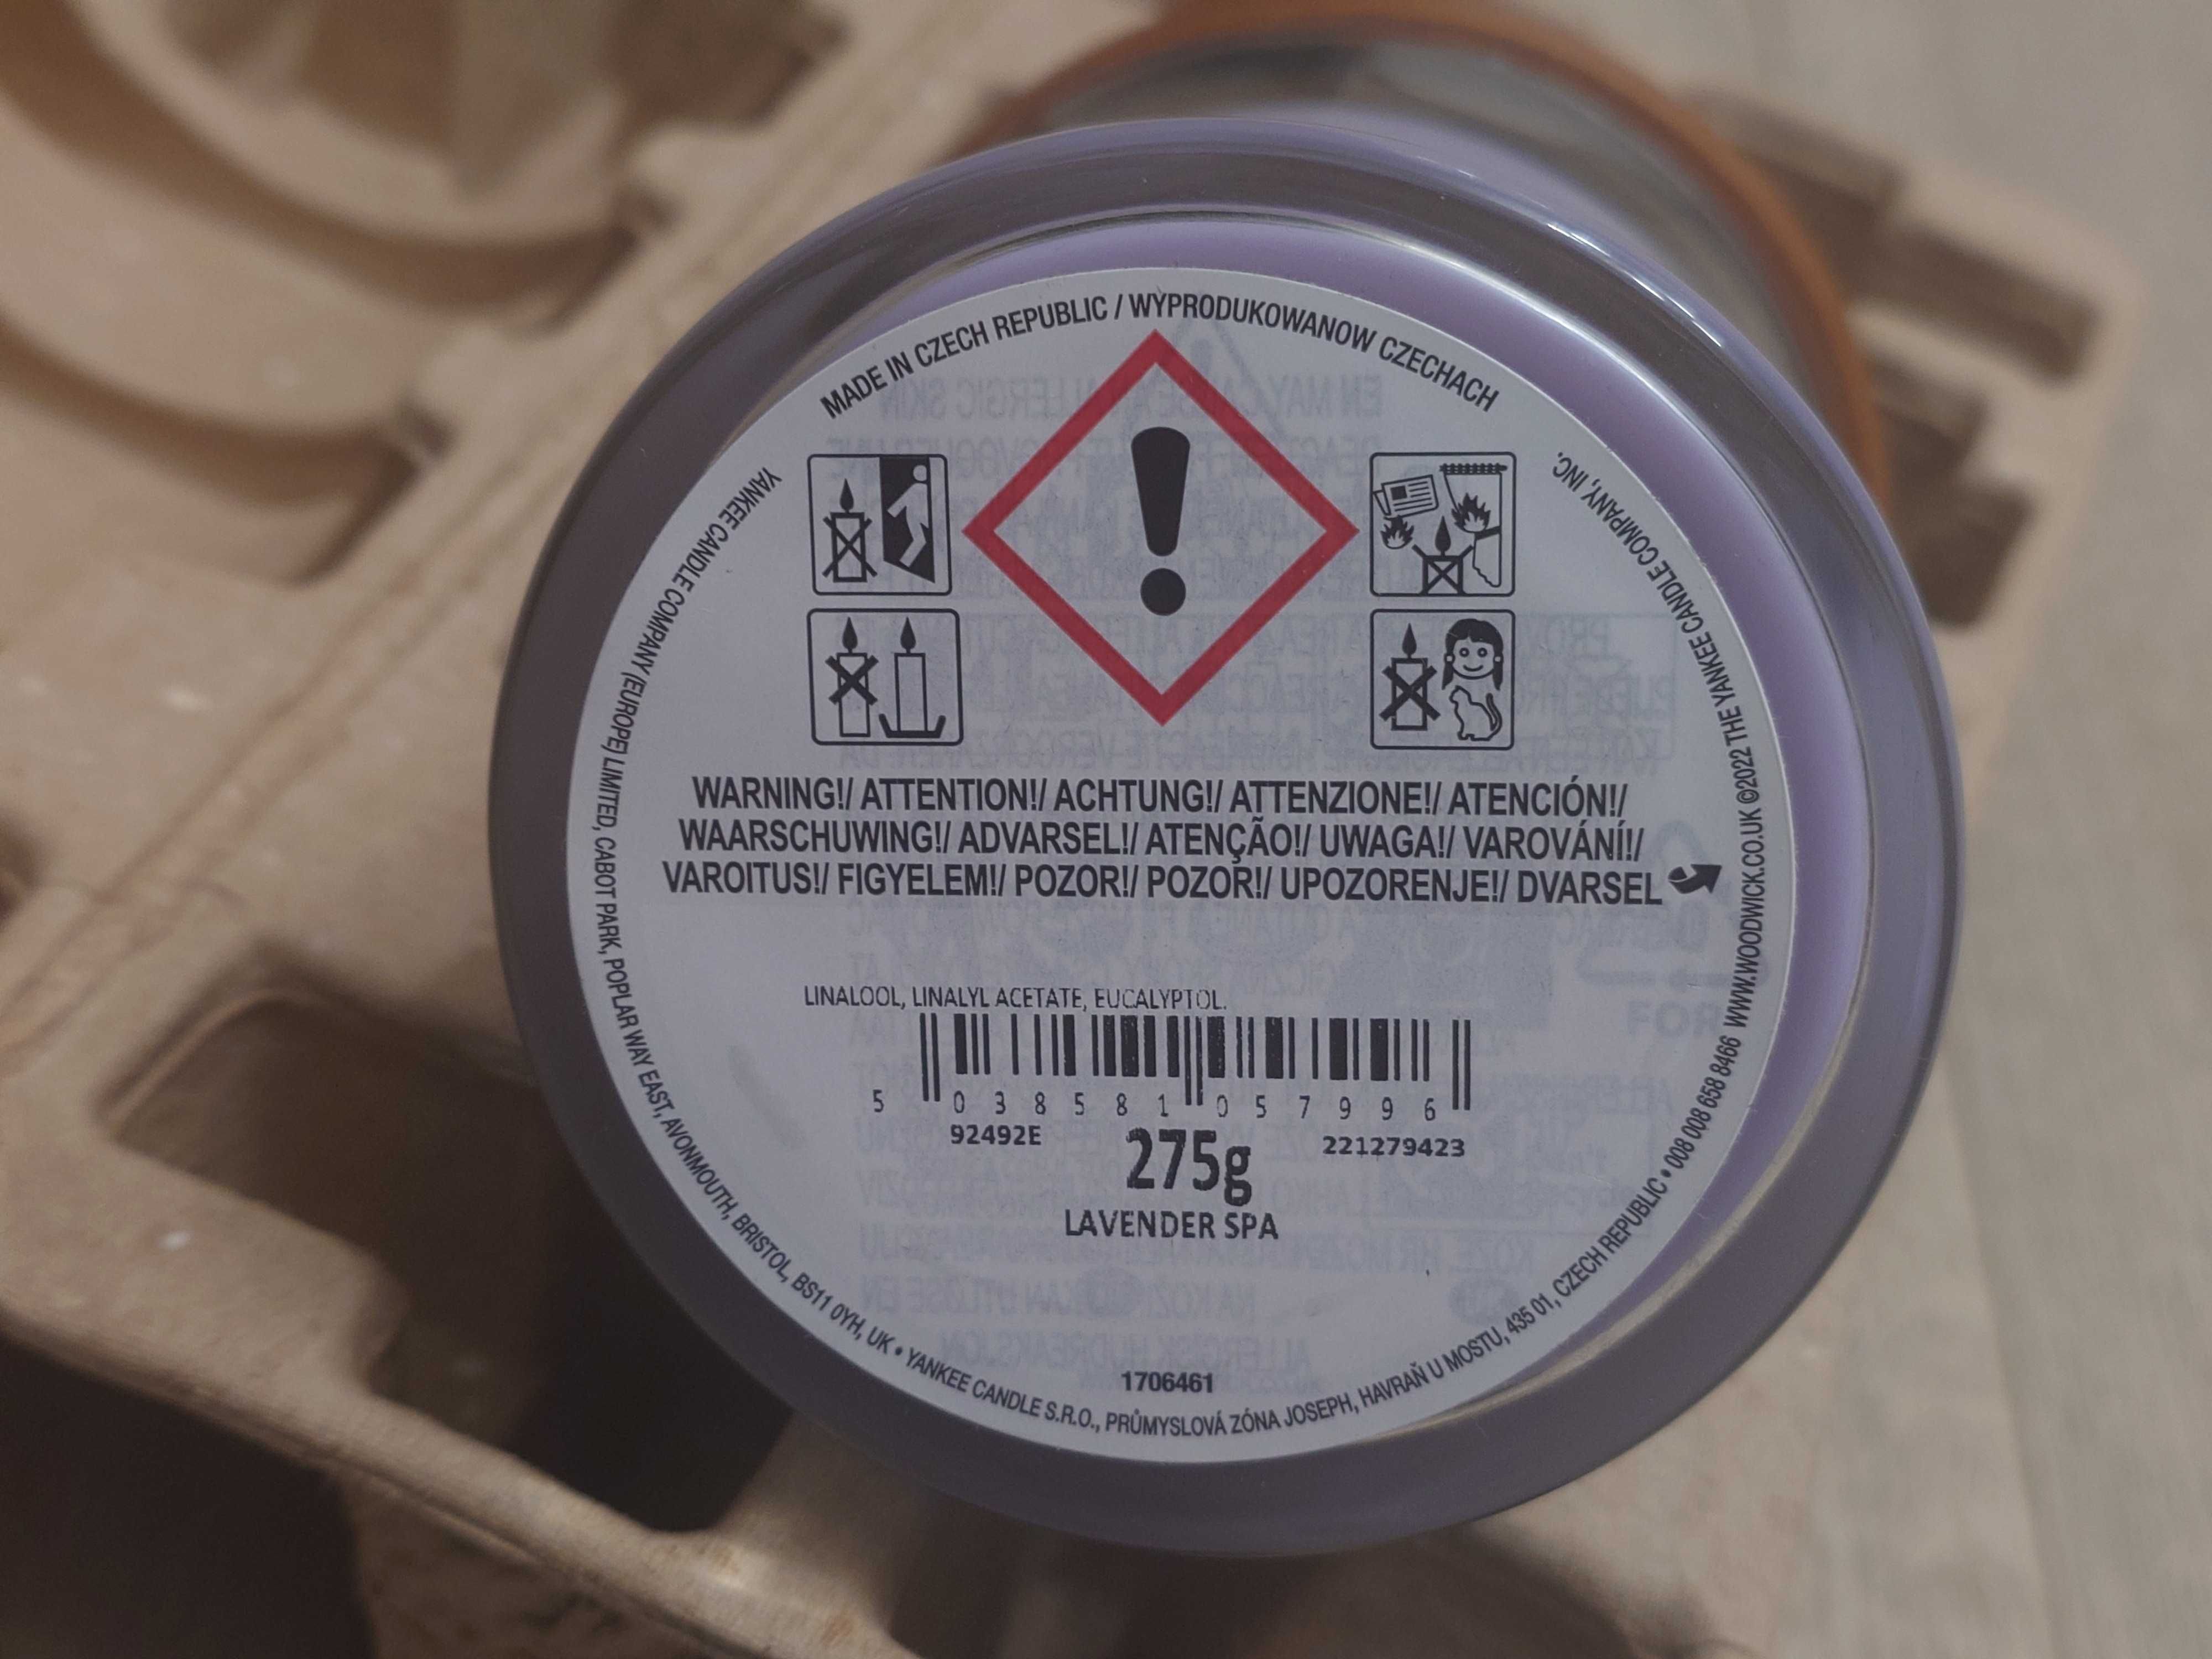 MADE IN CZECH REPUBLIC / WYPRODUKOWANOW CZECHACH
YANKEE CANDLE COMPANY (EUROPE) LIMITED, CABOT PARK, POPLAR WAY EAST, AVONMOUTH, BRISTOL, BS11 0YH, UK • YANKEE CANDLE S.R.O., PRŮMYSLOVÁ ZÓNA JOSEPH, HAVRAŇ U MOSTU, 435 01, CZECH REPUBLIC • 008 008 658 8466 WWW.WOODWICK.CO.UK ©2022 THE YANKEE CANDLE COMPANY, INC.
WARNING!/ ATTENTION!/ ACHTUNG!/ ATTENZIONE!/ ATENCIÓN!/
WAARSCHUWING!/ ADVARSEL!/ ATENÇÃO!/ UWAGA!/ VAROVÁNÍ!/
VAROITUS!/ FIGYELEM!/ POZOR!/ POZOR!/ UPOZORENJE!/ DVARSEL
LINALOOL, LINALYL ACETATE, EUCALYPTOL.
5 038581 057996
92492E
275g
221279423
LAVENDER SPA
1706461